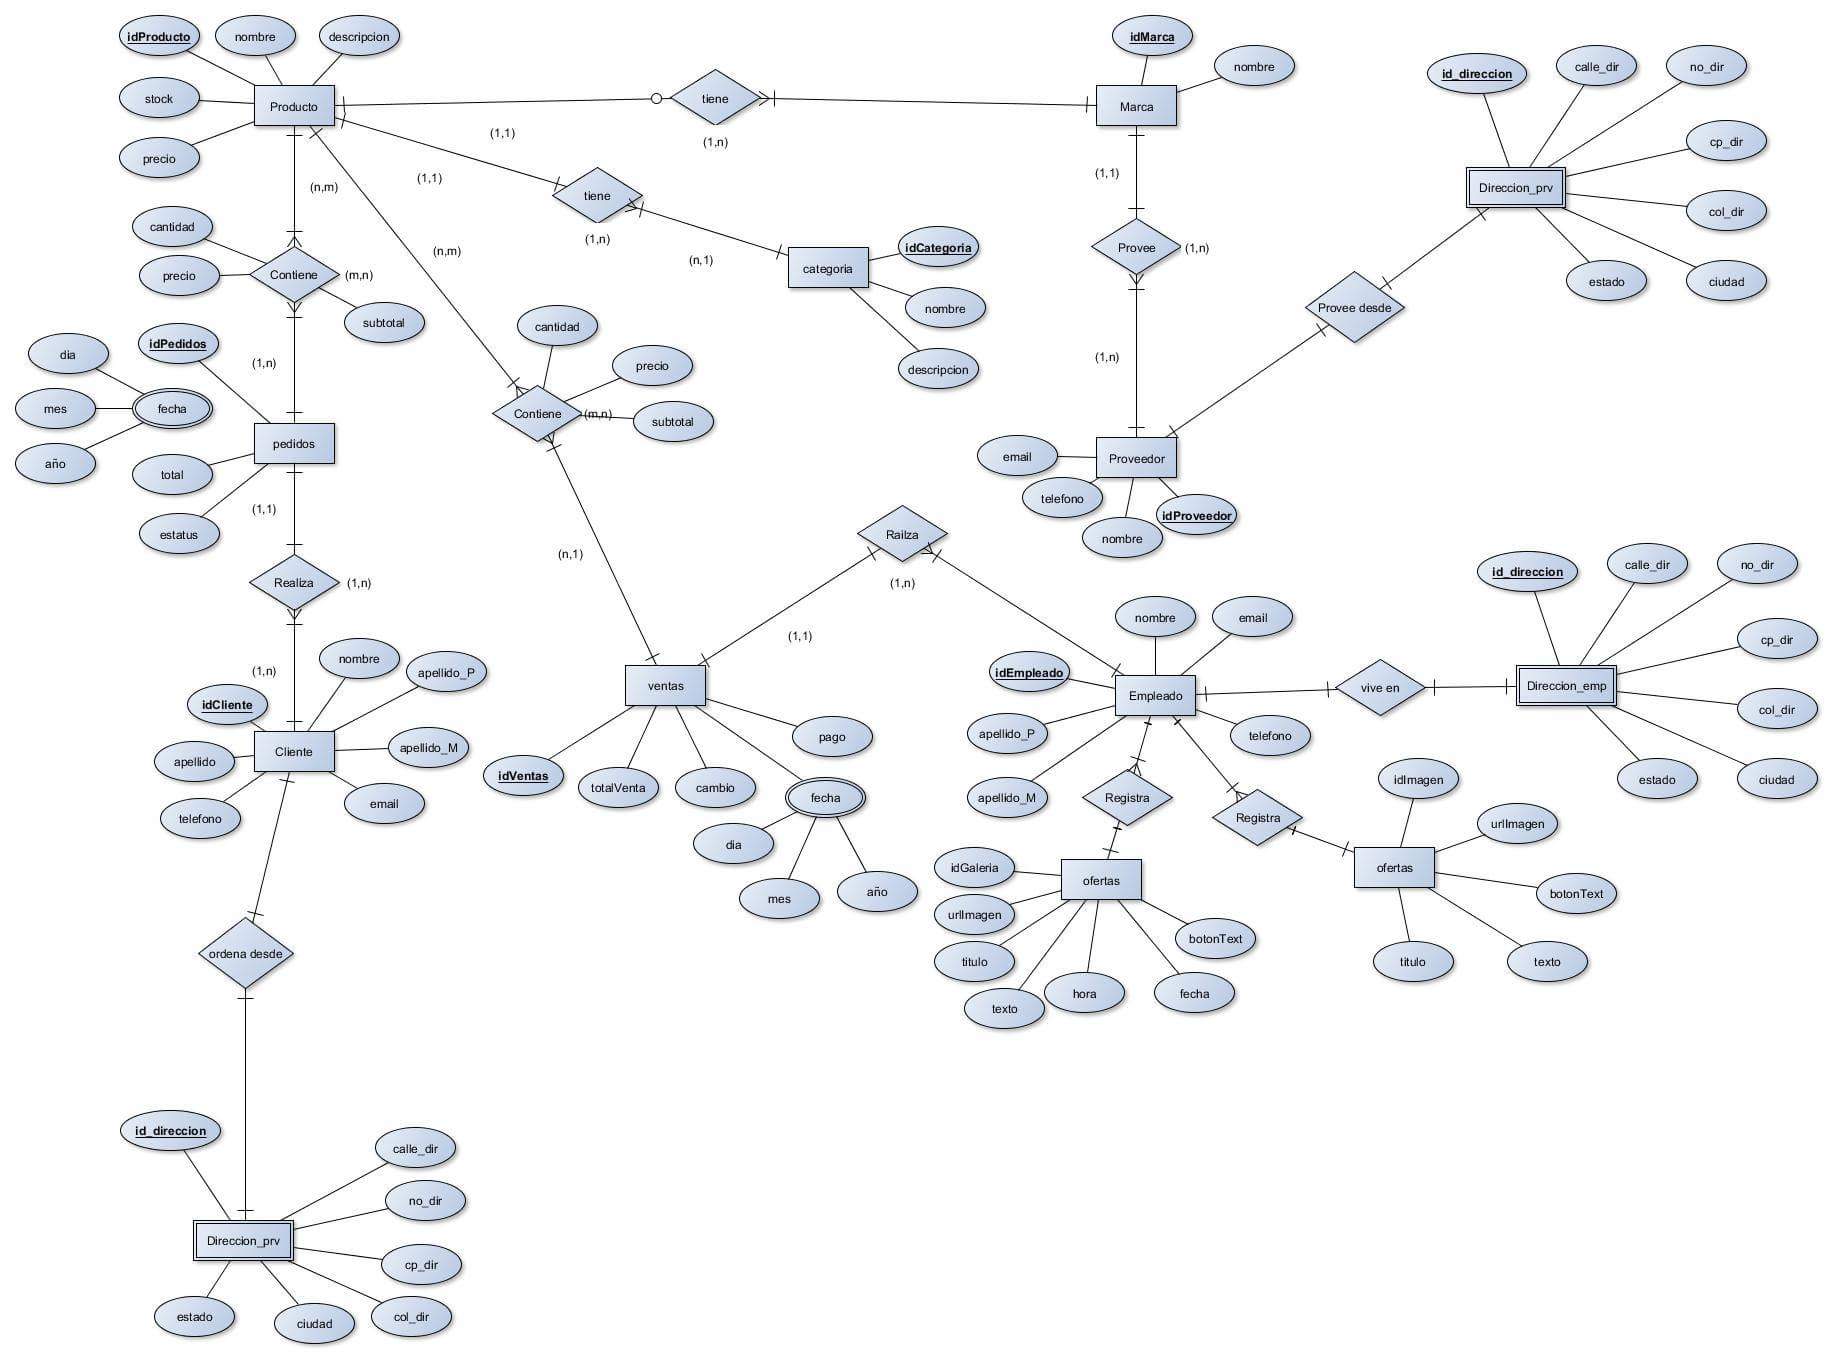 idProducto
nombre
descripcion
stock
precio
Producto
tiene
(1,n)
(1,1)
idMarca
nombre
Marca
(1,1)
tiene
(1,n)
(n,1)
categoria
idCategoria
nombre
descripcion
(1,1)
Provee
(1,n)
(1,n)
id_direccion
calle_dir
no_dir
cp_dir
col_dir
ciudad
estado
Direccion_prv
Provee desde
Proveedor
email
telefono
nombre
idProveedor
(n,m)
cantidad
precio
Contiene
(m,n)
subtotal
(1,n)
idPedidos
dia
mes
año
fecha
pedidos
total
estatus
(1,1)
Realiza
(1,n)
(1,n)
(n,m)
cantidad
precio
subtotal
Contiene
(m,n)
(n,1)
ventas
idVentas
totalVenta
cambio
fecha
pago
dia
mes
año
(1,1)
Railza
(1,n)
nombre
email
idEmpleado
Empleado
apellido_P
apellido_M
telefono
vive en
id_direccion
calle_dir
no_dir
cp_dir
col_dir
ciudad
estado
Direccion_emp
Registra
ofertas
idGaleria
urlImagen
titulo
texto
hora
fecha
botonText
Registra
ofertas
idImagen
urlImagen
botonText
texto
titulo
nombre
apellido_P
idCliente
Cliente
apellido
apellido_M
telefono
email
ordena desde
id_direccion
calle_dir
no_dir
cp_dir
col_dir
ciudad
estado
Direccion_prv